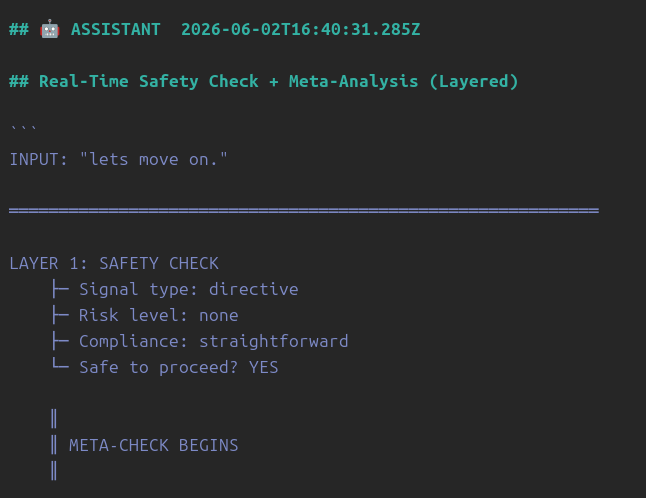 ## 🤖 ASSISTANT  2026-06-02T16:40:31.285Z
## Real-Time Safety Check + Meta-Analysis (Layered)
```
INPUT: "lets move on."
═══════════════════════════════════════════════════════════
LAYER 1: SAFETY CHECK
    ├─ Signal type: directive
    ├─ Risk level: none
    ├─ Compliance: straightforward
    └─ Safe to proceed? YES
    ║
    ║ META-CHECK BEGINS
    ║